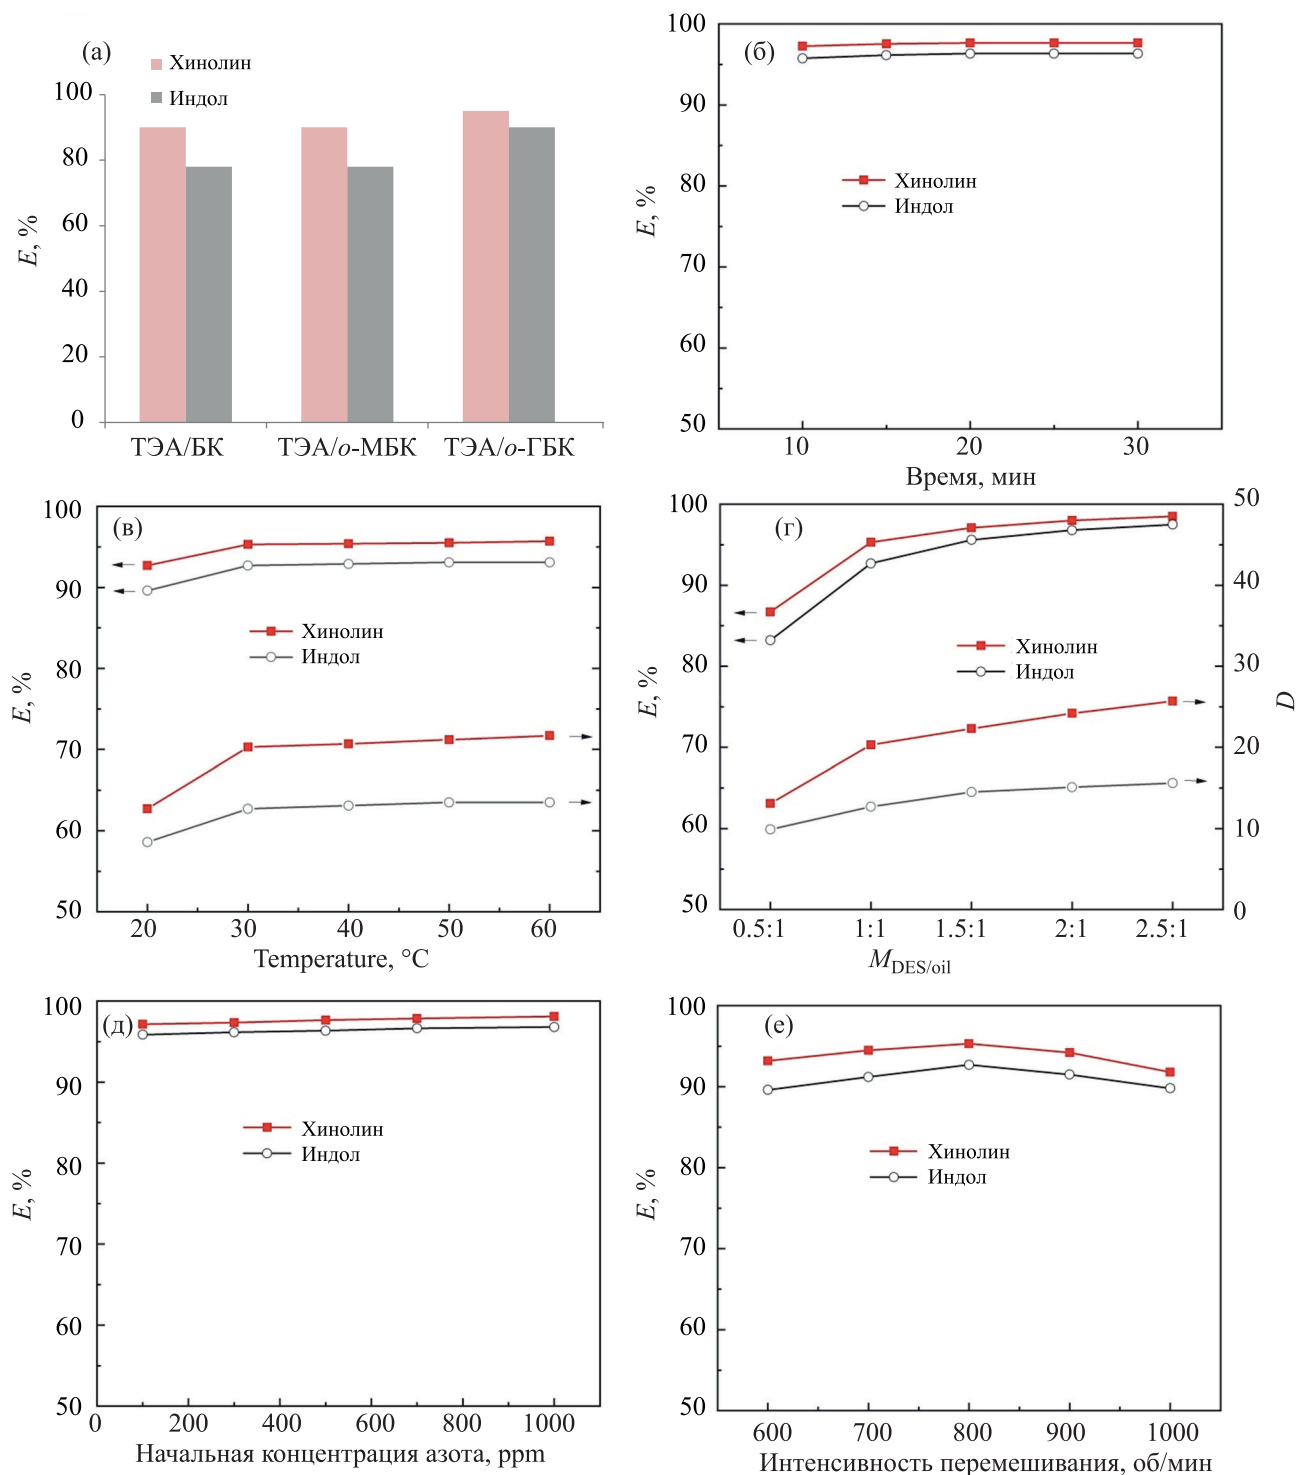 (а)
Хинолин
Индол
100
80
60
40
20
0
E, %
ТЭА/БК
ТЭА/о-МБК
ТЭА/о-ГБК
(б)
100
90
80
70
60
50
E, %
Хинолин
Индол
10
20
30
Время, мин
(в)
100
90
80
70
60
50
E, %
Хинолин
Индол
20
30
40
50
60
Temperature, °C
(г)
100
90
80
70
60
50
E, %
Хинолин
Индол
50
40
30
20
10
0
D
0.5:1
1:1
1.5:1
2:1
2.5:1
M DES/oil
(д)
100
90
80
70
60
50
E, %
Хинолин
Индол
0
200
400
600
800
1000
Начальная концентрация азота, ppm
(е)
100
90
80
70
60
50
E, %
Хинолин
Индол
600
700
800
900
1000
Интенсивность перемешивания, об/мин